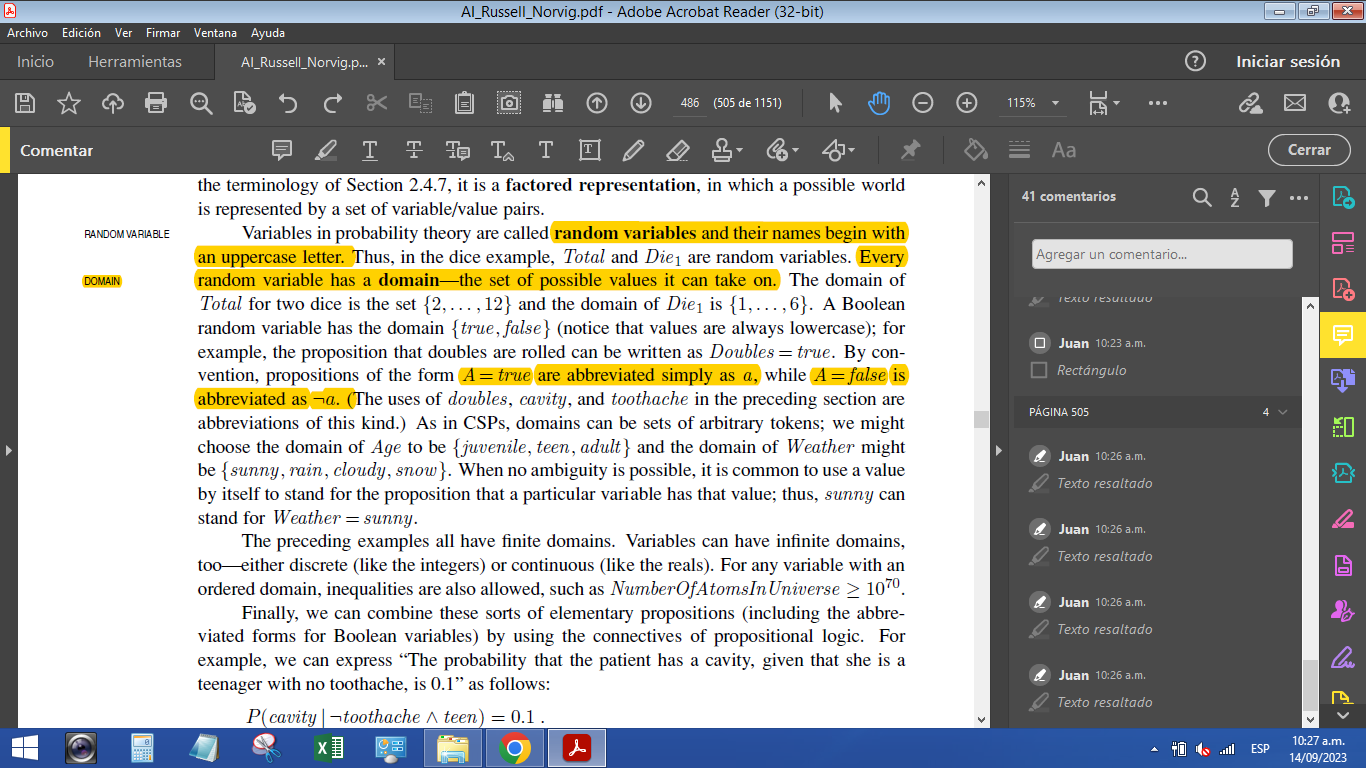 AI_Russell_Norvig.pdf - Adobe Acrobat Reader (32-bit)
Archivo Edición Ver Firmar Ventana Ayuda
Inicio Herramientas AI_Russell_Norvig.p... × Iniciar sesión
486 (505 de 1151) 115%
Comentar Cerrar
the terminology of Section 2.4.7, it is a factored representation, in which a possible world
is represented by a set of variable/value pairs.
RANDOM VARIABLE
Variables in probability theory are called random variables and their names begin with
an uppercase letter. Thus, in the dice example, Total and Die₁ are random variables. Every
DOMAIN
random variable has a domain—the set of possible values it can take on. The domain of
Total for two dice is the set {2, . . . , 12} and the domain of Die₁ is {1, . . . , 6}. A Boolean
random variable has the domain {true, false} (notice that values are always lowercase); for
example, the proposition that doubles are rolled can be written as Doubles = true. By con-
vention, propositions of the form A = true are abbreviated simply as a, while A = false is
abbreviated as ¬a. (The uses of doubles, cavity, and toothache in the preceding section are
abbreviations of this kind.) As in CSPs, domains can be sets of arbitrary tokens; we might
choose the domain of Age to be {juvenile, teen, adult} and the domain of Weather might
be {sunny, rain, cloudy, snow}. When no ambiguity is possible, it is common to use a value
by itself to stand for the proposition that a particular variable has that value; thus, sunny can
stand for Weather = sunny.
The preceding examples all have finite domains. Variables can have infinite domains,
too—either discrete (like the integers) or continuous (like the reals). For any variable with an
ordered domain, inequalities are also allowed, such as NumberOfAtomsInUniverse ≥ 10⁷⁰.
Finally, we can combine these sorts of elementary propositions (including the abbre-
viated forms for Boolean variables) by using the connectives of propositional logic. For
example, we can express “The probability that the patient has a cavity, given that she is a
teenager with no toothache, is 0.1” as follows:
P(cavity | ¬toothache ∧ teen) = 0.1 .
41 comentarios
Agregar un comentario...
Texto resaltado
Juan 10:23 a.m.
Rectángulo
PÁGINA 505 4
Juan 10:26 a.m.
Texto resaltado
Juan 10:26 a.m.
Texto resaltado
Juan 10:26 a.m.
Texto resaltado
Juan 10:26 a.m.
Texto resaltado
ESP
10:27 a.m.
14/09/2023